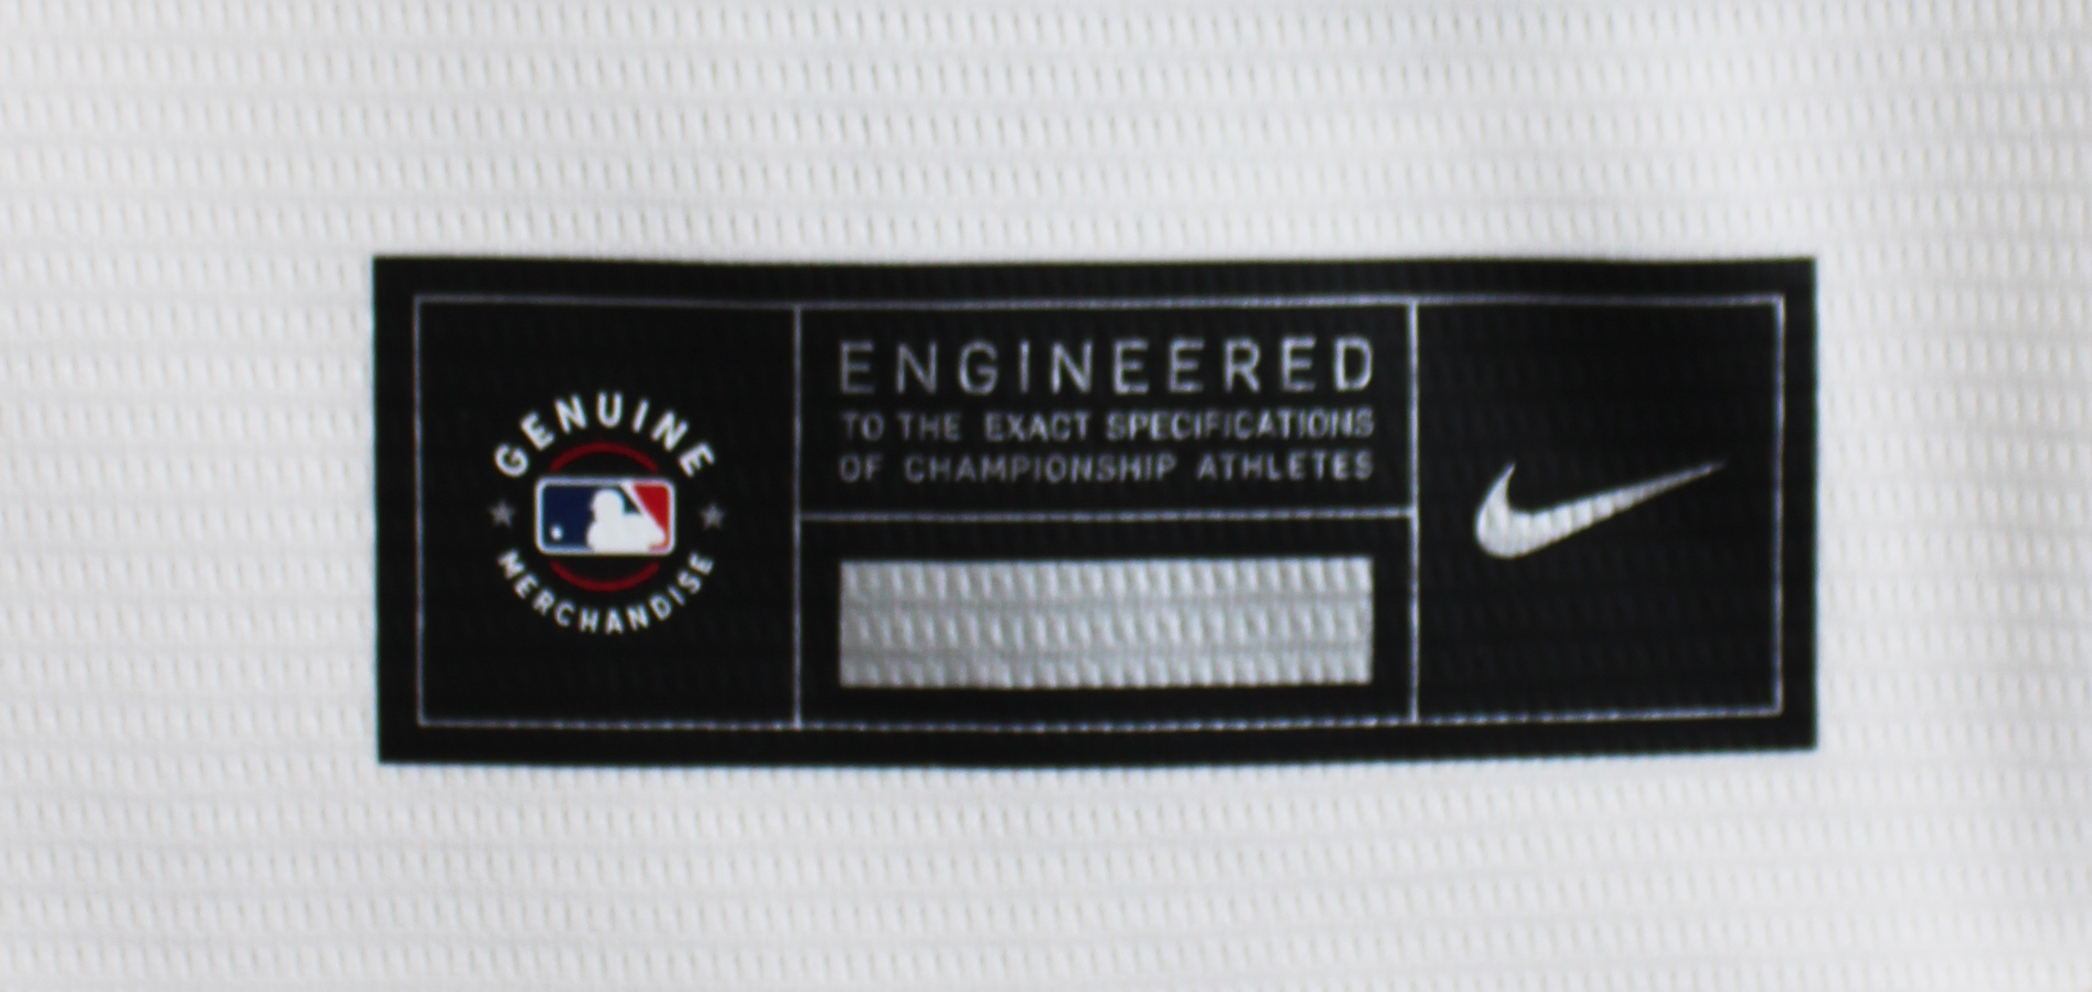 GENUINE
MERCHANDISE
ENGINEERED
TO THE EXACT SPECIFICATIONS
OF CHAMPIONSHIP ATHLETES